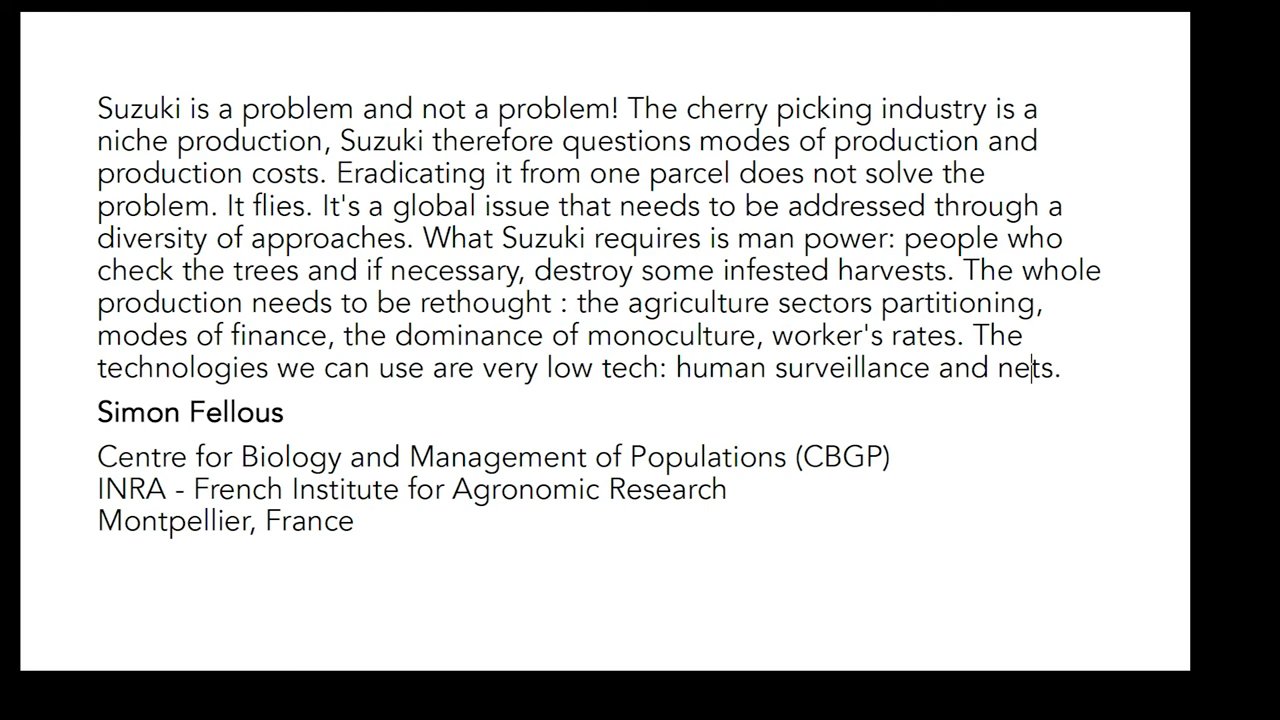 Suzuki is a problem and not a problem! The cherry picking industry is a
niche production, Suzuki therefore questions modes of production and
production costs. Eradicating it from one parcel does not solve the
problem. It flies. It's a global issue that needs to be addressed through a
diversity of approaches. What Suzuki requires is man power: people who
check the trees and if necessary, destroy some infested harvests. The whole
production needs to be rethought : the agriculture sectors partitioning,
modes of finance, the dominance of monoculture, worker's rates. The
technologies we can use are very low tech: human surveillance and nets.
Simon Fellous
Centre for Biology and Management of Populations (CBGP)
INRA - French Institute for Agronomic Research
Montpellier, France